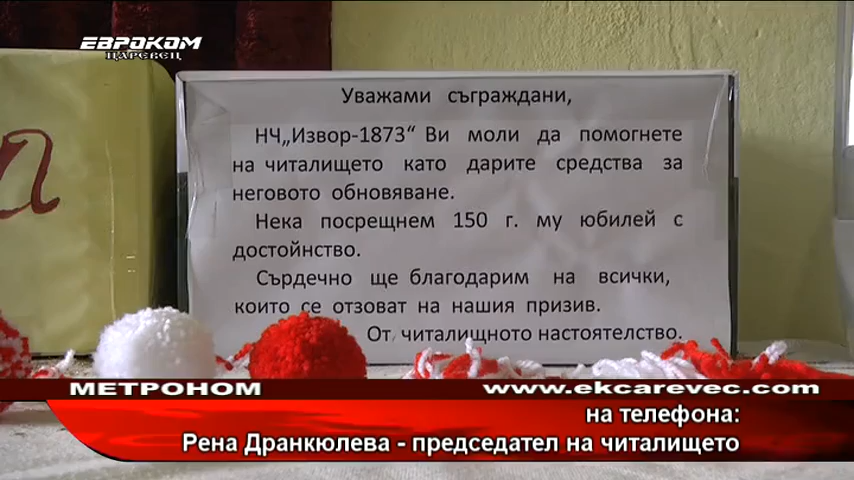 ЕВРОКОМ
ЦАРЕВЕЦ
Уважами съграждани,
НЧ„Извор-1873“ Ви моли да помогнете
на читалището като дарите средства за
неговото обновяване.
Нека посрещнем 150 г. му юбилей с
достойнство.
Сърдечно ще благодарим на всички,
които се отзоват на нашия призив.
От читалищното настоятелство.
МЕТРОНОМ
www.ekcarevec.com
на телефона:
Рена Дранкюлева - председател на читалището